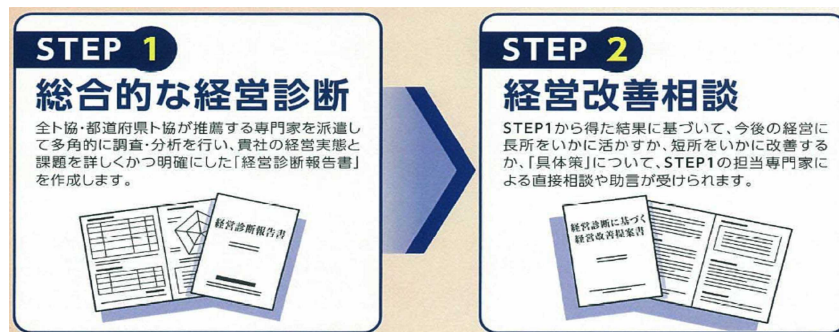 STEP 1
総合的な経営診断
全ト協・都道府県ト協が推薦する専門家を派遣し
て多角的に調査・分析を行い、貴社の経営実態と
課題を詳しくかつ明確にした「経営診断報告書」
を作成します。
経営診断報告書
STEP 2
経営改善相談
STEP1から得た結果に基づいて、今後の経営に
長所をいかに活かすか、短所をいかに改善する
か、「具体策」について、STEP1の担当専門家に
よる直接相談や助言が受けられます。
経営診断に基づく
経営改善提案書